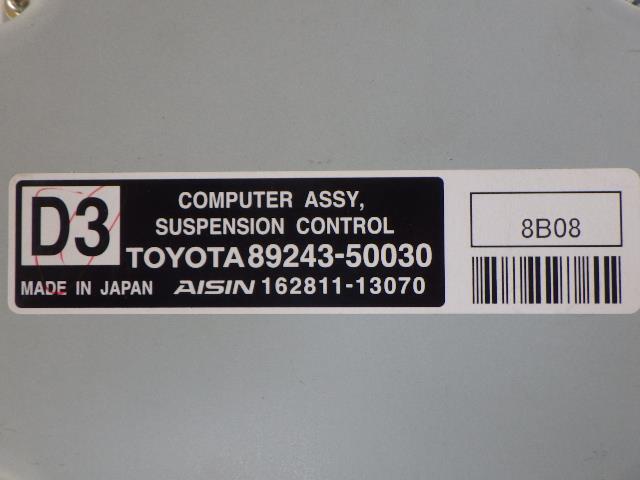 D3
COMPUTER ASSY,
SUSPENSION CONTROL
TOYOTA 89243-50030
MADE IN JAPAN AISIN 162811-13070
8B08